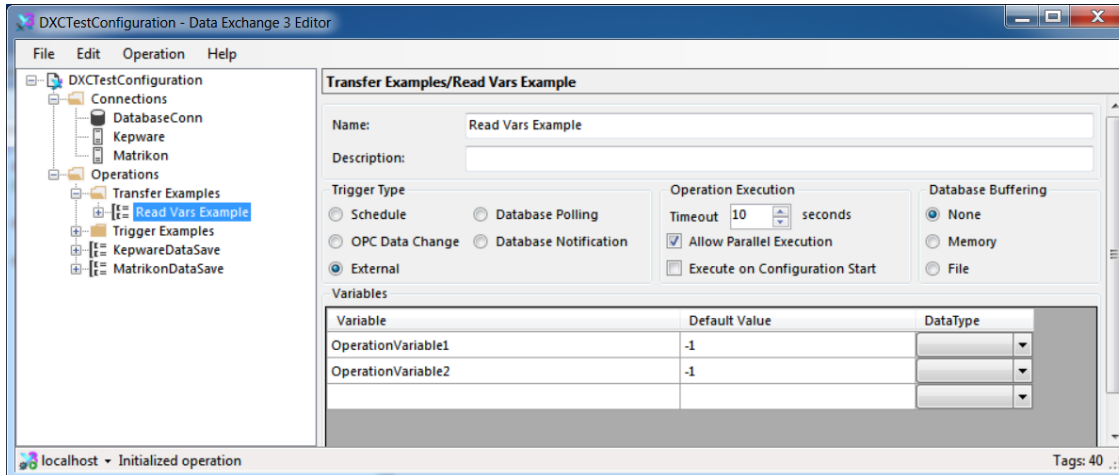 DXCTestConfiguration - Data Exchange 3 Editor
File Edit Operation Help
DXCTestConfiguration
Connections
DatabaseConn
Kepware
Matrikon
Operations
Transfer Examples
Read Vars Example
Trigger Examples
KepwareDataSave
MatrikonDataSave
Transfer Examples/Read Vars Example
Name: Read Vars Example
Description:
Trigger Type
Schedule Database Polling
OPC Data Change Database Notification
External
Operation Execution
Timeout 10 seconds
Allow Parallel Execution
Execute on Configuration Start
Database Buffering
None
Memory
File
Variables
Variable Default Value DataType
OperationVariable1 -1
OperationVariable2 -1
localhost Initialized operation Tags: 40